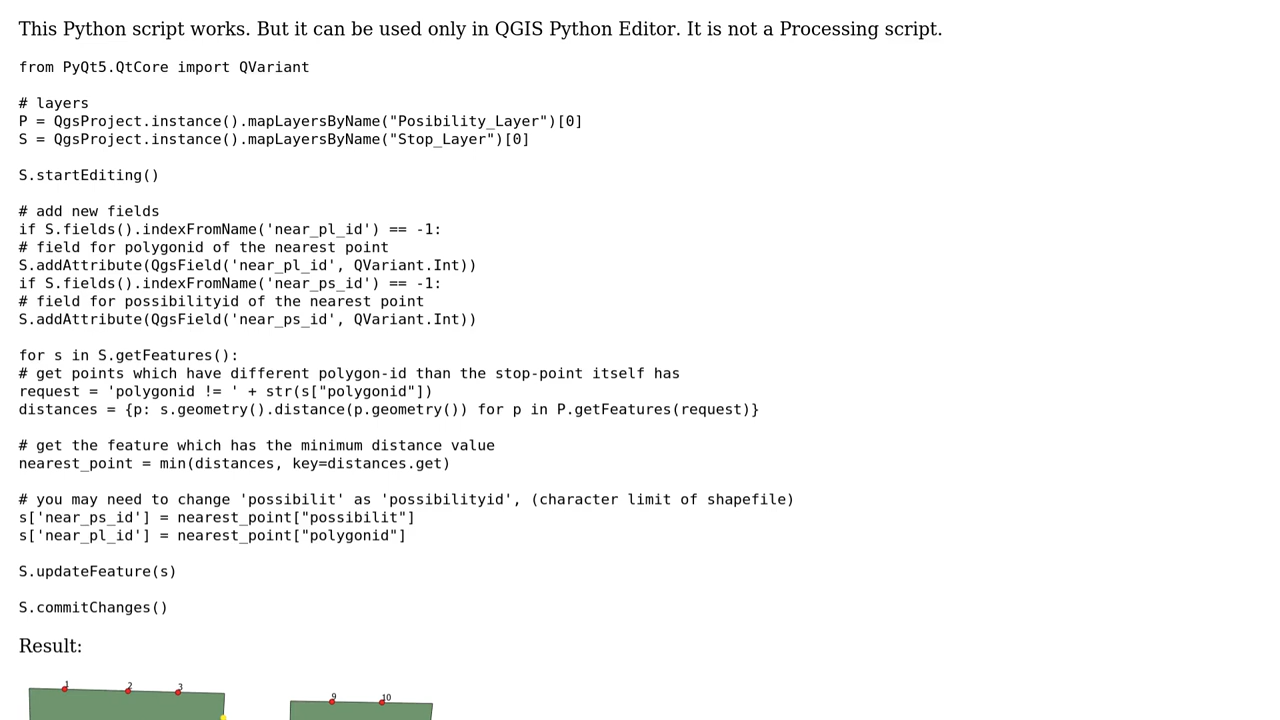 This Python script works. But it can be used only in QGIS Python Editor. It is not a Processing script.
from PyQt5.QtCore import QVariant
# layers
P = QgsProject.instance().mapLayersByName("Posibility_Layer")[0]
S = QgsProject.instance().mapLayersByName("Stop_Layer")[0]
S.startEditing()
# add new fields
if S.fields().indexFromName('near_pl_id') == -1:
# field for polygonid of the nearest point
S.addAttribute(QgsField('near_pl_id', QVariant.Int))
if S.fields().indexFromName('near_ps_id') == -1:
# field for possibilityid of the nearest point
S.addAttribute(QgsField('near_ps_id', QVariant.Int))
for s in S.getFeatures():
# get points which have different polygon-id than the stop-point itself has
request = 'polygonid != ' + str(s["polygonid"])
distances = {p: s.geometry().distance(p.geometry()) for p in P.getFeatures(request)}
# get the feature which has the minimum distance value
nearest_point = min(distances, key=distances.get)
# you may need to change 'possibilit' as 'possibilityid', (character limit of shapefile)
s['near_ps_id'] = nearest_point["possibilit"]
s['near_pl_id'] = nearest_point["polygonid"]
S.updateFeature(s)
S.commitChanges()
Result:
1 2 3 9 10